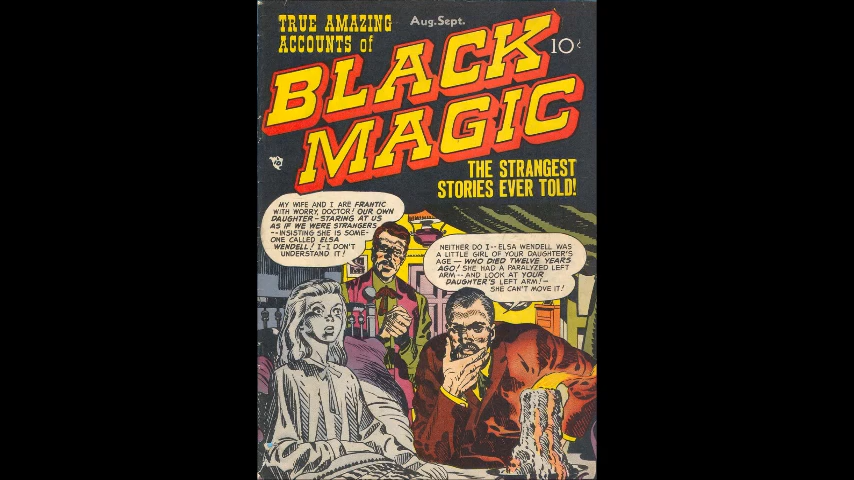 TRUE AMAZING
ACCOUNTS of
Aug.Sept.
10¢
BLACK
MAGIC
THE STRANGEST
STORIES EVER TOLD!
MY WIFE AND I ARE FRANTIC
WITH WORRY, DOCTOR! OUR OWN
DAUGHTER--STARING AT US
AS IF WE WERE STRANGERS
--INSISTING SHE IS SOME-
ONE CALLED ELSA
WENDELL! I--I DON'T
UNDERSTAND IT!
NEITHER DO I--ELSA WENDELL WAS
A LITTLE GIRL OF YOUR DAUGHTER'S
AGE--WHO DIED TWELVE YEARS
AGO! SHE HAD A PARALYZED LEFT
ARM--AND LOOK AT YOUR
DAUGHTER'S LEFT ARM!--
SHE CAN'T MOVE IT!